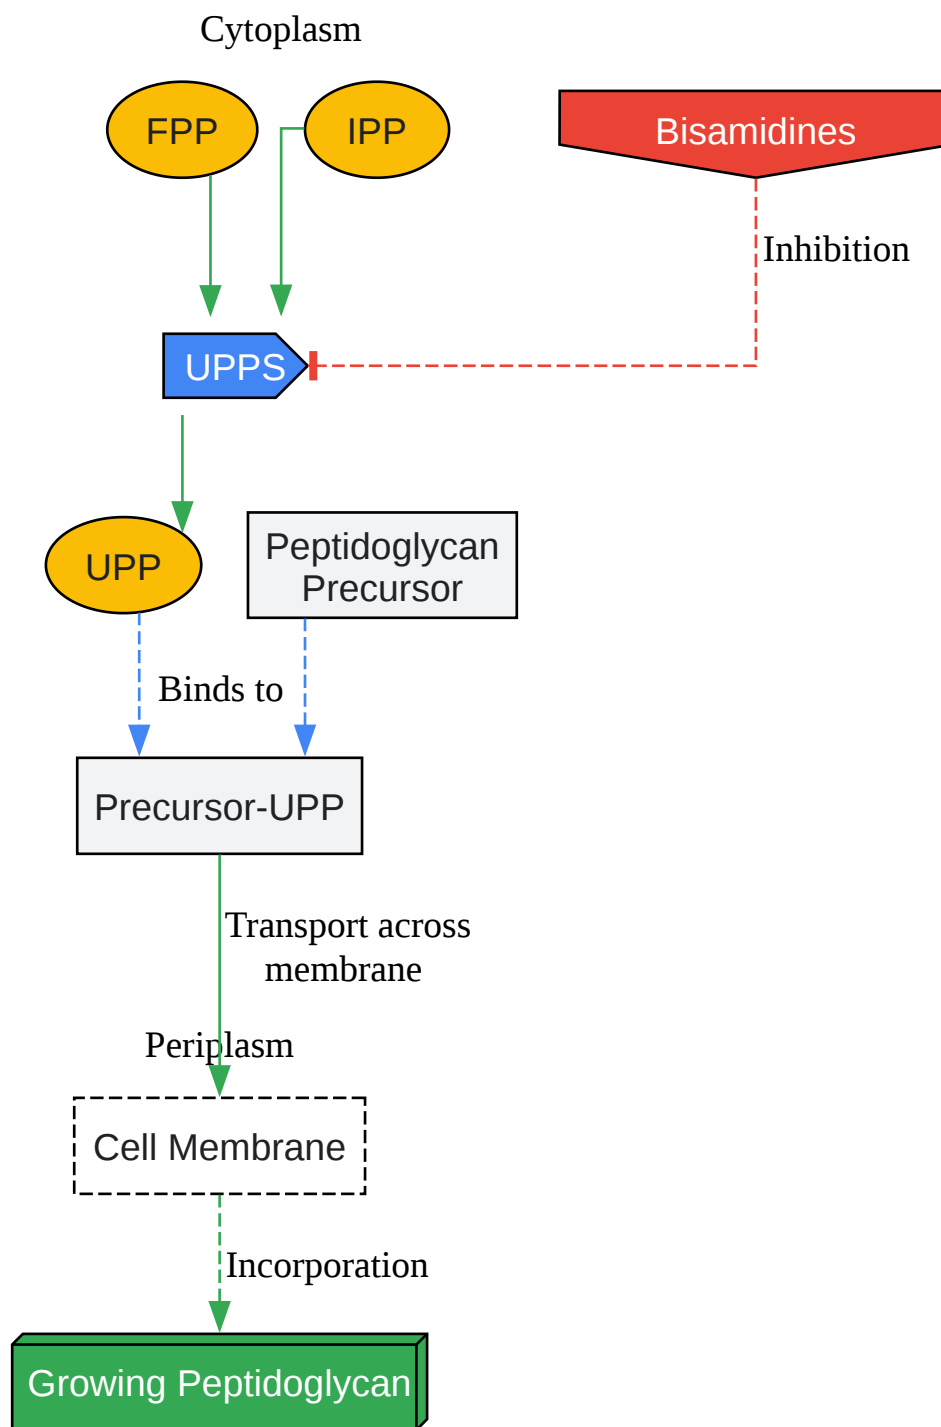 Cytoplasm
FPP
IPP
Bisamidines
Inhibition
UPPS
UPP
Peptidoglycan
Precursor
Binds to
Precursor-UPP
Transport across
membrane
Periplasm
Cell Membrane
Incorporation
Growing Peptidoglycan